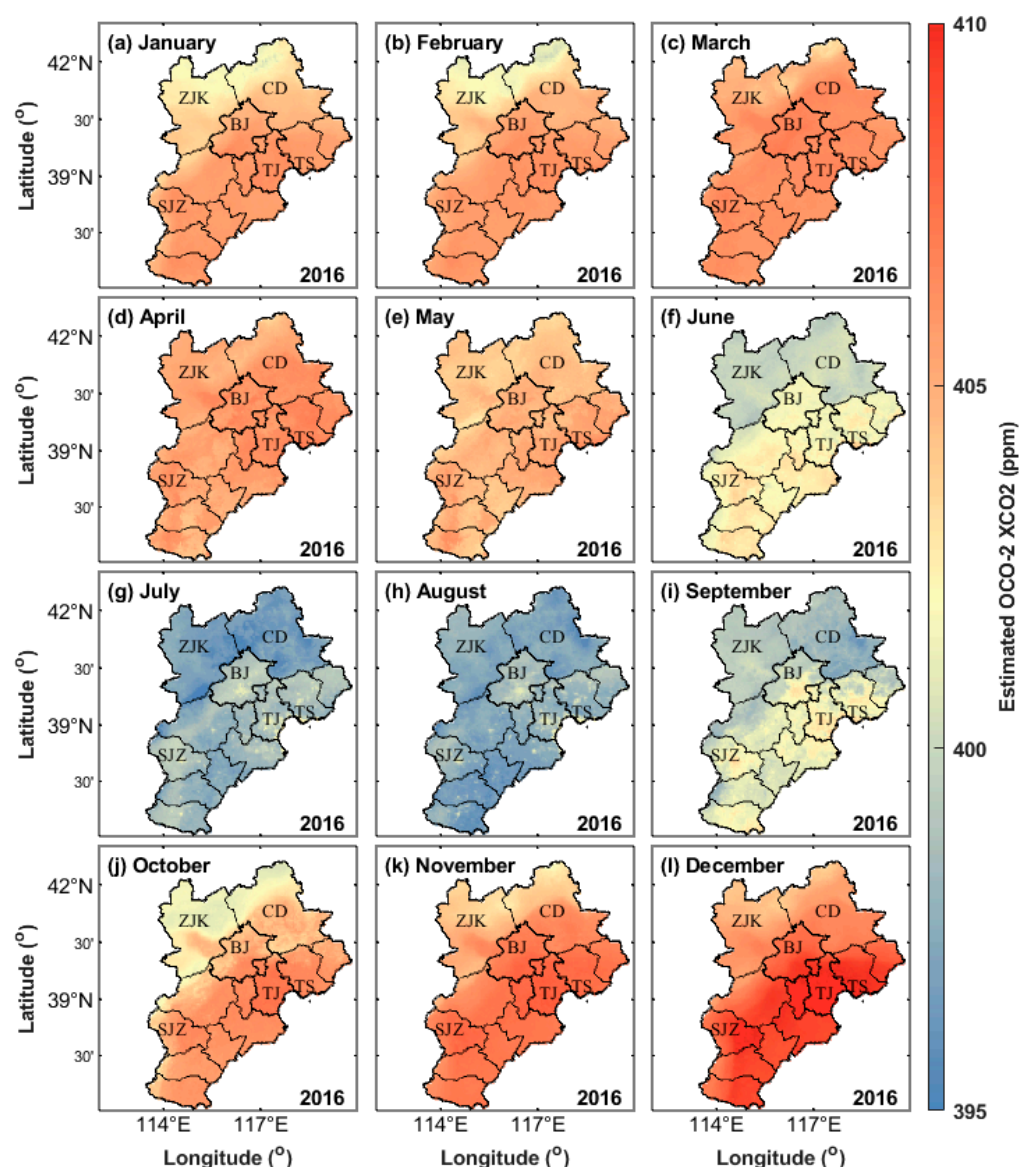 (a) January
(b) February
(c) March
42°N
ZJK
CD
ZJK
CD
ZJK
CD
30'
BJ
BJ
BJ
39°N
TJ
TS
TJ
TS
TJ
TS
SJZ
SJZ
SJZ
30'
2016
2016
2016
Latitude (°)
(d) April
(e) May
(f) June
42°N
ZJK
CD
ZJK
CD
ZJK
CD
30'
BJ
BJ
BJ
39°N
TJ
TS
TJ
TS
TJ
TS
SJZ
SJZ
SJZ
30'
2016
2016
2016
Latitude (°)
(g) July
(h) August
(i) September
42°N
ZJK
CD
ZJK
CD
ZJK
CD
30'
BJ
BJ
BJ
39°N
TJ
TS
TJ
TS
TJ
TS
SJZ
SJZ
SJZ
30'
2016
2016
2016
Latitude (°)
(j) October
(k) November
(l) December
42°N
ZJK
CD
ZJK
CD
ZJK
CD
30'
BJ
BJ
BJ
39°N
TJ
TS
TJ
TS
TJ
TS
SJZ
SJZ
SJZ
30'
2016
2016
2016
Latitude (°)
114°E
117°E
114°E
117°E
114°E
117°E
Longitude (°)
Longitude (°)
Longitude (°)
410
405
400
395
Estimated OCO-2 XCO2 (ppm)